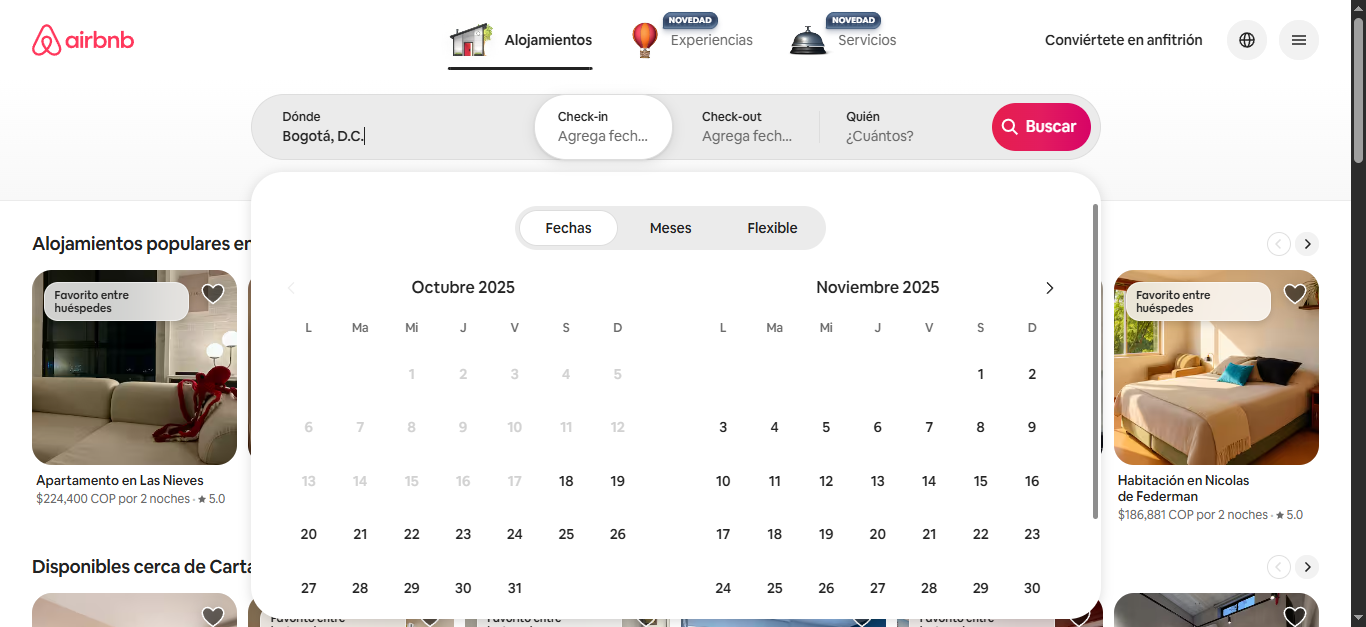 airbnb
Alojamientos
NOVEDAD
Experiencias
NOVEDAD
Servicios
Conviértete en anfitrión
Dónde
Bogotá, D.C.
Check-in
Agrega fech...
Check-out
Agrega fech...
Quién
¿Cuántos?
Buscar
Fechas
Meses
Flexible
Octubre 2025
L Ma Mi J V S D
1 2 3 4 5
6 7 8 9 10 11 12
13 14 15 16 17 18 19
20 21 22 23 24 25 26
27 28 29 30 31
Noviembre 2025
L Ma Mi J V S D
1 2
3 4 5 6 7 8 9
10 11 12 13 14 15 16
17 18 19 20 21 22 23
24 25 26 27 28 29 30
Alojamientos populares en
Favorito entre
huéspedes
Apartamento en Las Nieves
$224,400 COP por 2 noches · ★ 5.0
Favorito entre
huéspedes
Habitación en Nicolas
de Federman
$186,881 COP por 2 noches · ★ 5.0
Disponibles cerca de Carta
Favorito entre
Favorito entre
Favorito entre